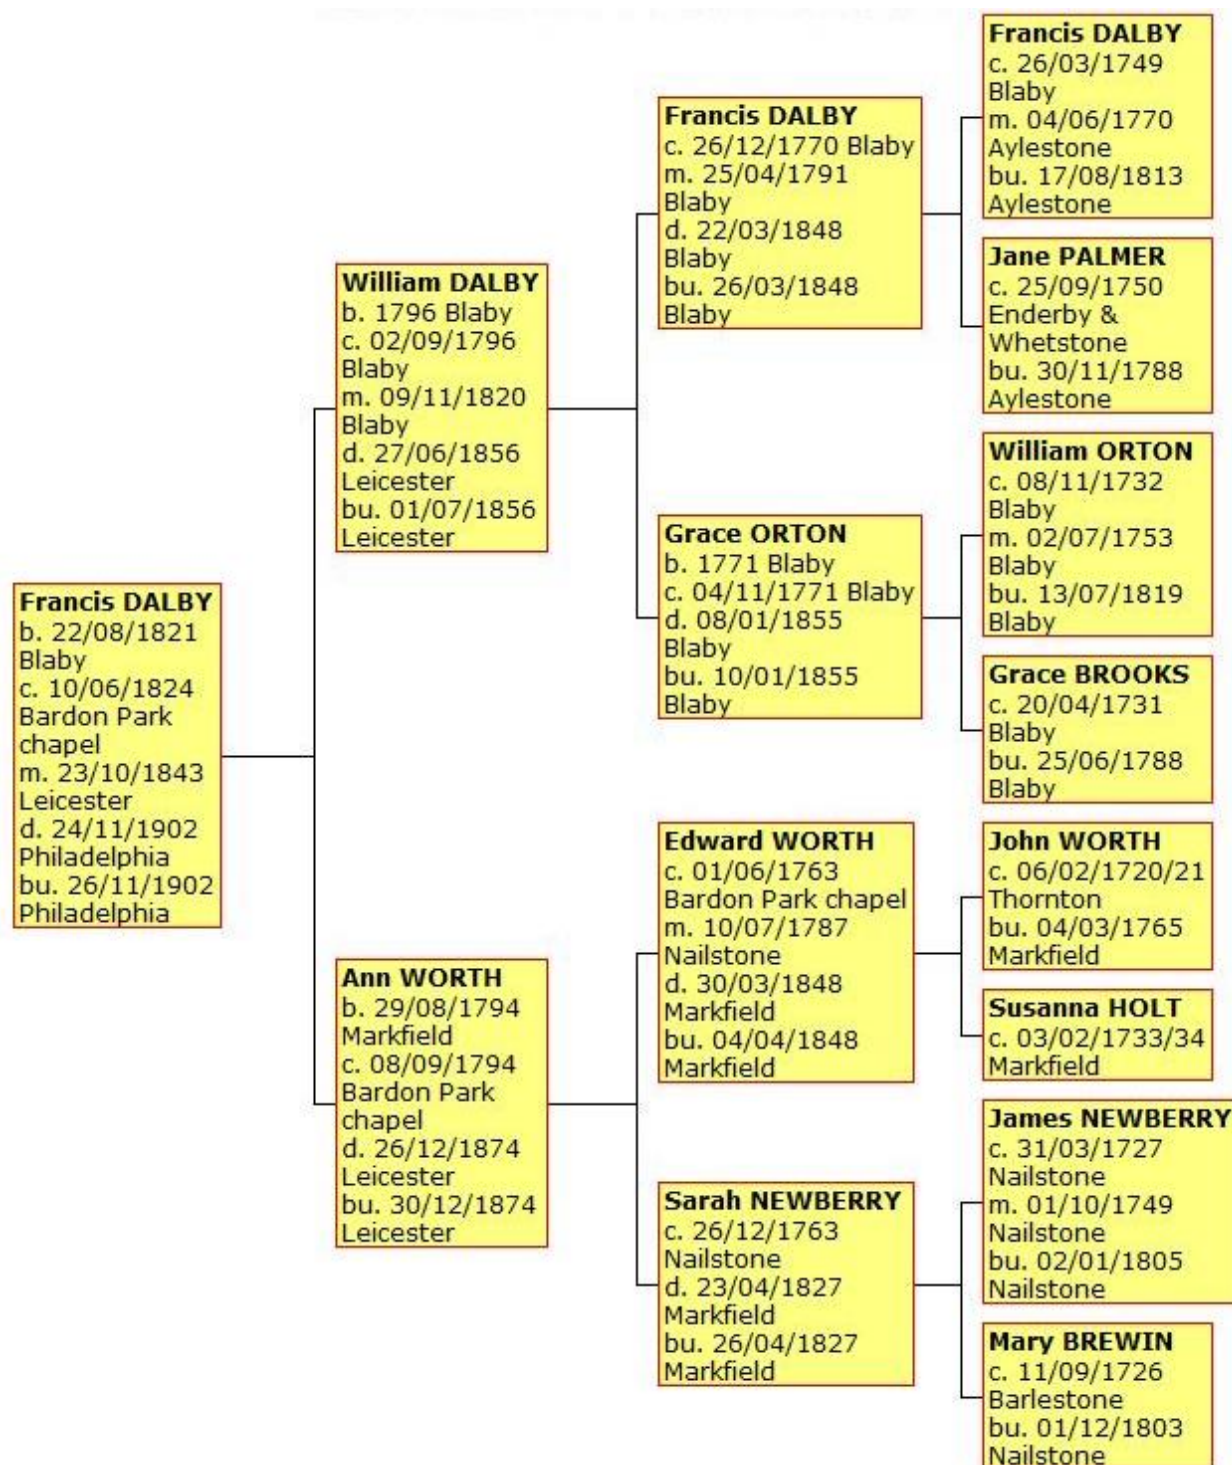 Francis DALBY
b. 22/08/1821
Blaby
c. 10/06/1824
Bardon Park
chapel
m. 23/10/1843
Leicester
d. 24/11/1902
Philadelphia
bu. 26/11/1902
Philadelphia
William DALBY
b. 1796 Blaby
c. 02/09/1796
Blaby
m. 09/11/1820
Blaby
d. 27/06/1856
Leicester
bu. 01/07/1856
Leicester
Ann WORTH
b. 29/08/1794
Markfield
c. 08/09/1794
Bardon Park
chapel
d. 26/12/1874
Leicester
bu. 30/12/1874
Leicester
Francis DALBY
c. 26/12/1770 Blaby
m. 25/04/1791
Blaby
d. 22/03/1848
Blaby
bu. 26/03/1848
Blaby
Grace ORTON
b. 1771 Blaby
c. 04/11/1771 Blaby
d. 08/01/1855
Blaby
bu. 10/01/1855
Blaby
Edward WORTH
c. 01/06/1763
Bardon Park chapel
m. 10/07/1787
Nailstone
d. 30/03/1848
Markfield
bu. 04/04/1848
Markfield
Sarah NEWBERRY
c. 26/12/1763
Nailstone
d. 23/04/1827
Markfield
bu. 26/04/1827
Markfield
Francis DALBY
c. 26/03/1749
Blaby
m. 04/06/1770
Aylestone
bu. 17/08/1813
Aylestone
Jane PALMER
c. 25/09/1750
Enderby &
Whetstone
bu. 30/11/1788
Aylestone
William ORTON
c. 08/11/1732
Blaby
m. 02/07/1753
Blaby
bu. 13/07/1819
Blaby
Grace BROOKS
c. 20/04/1731
Blaby
bu. 25/06/1788
Blaby
John WORTH
c. 06/02/1720/21
Thornton
bu. 04/03/1765
Markfield
Susanna HOLT
c. 03/02/1733/34
Markfield
James NEWBERRY
c. 31/03/1727
Nailstone
m. 01/10/1749
Nailstone
bu. 02/01/1805
Nailstone
Mary BREWIN
c. 11/09/1726
Barlestone
bu. 01/12/1803
Nailstone